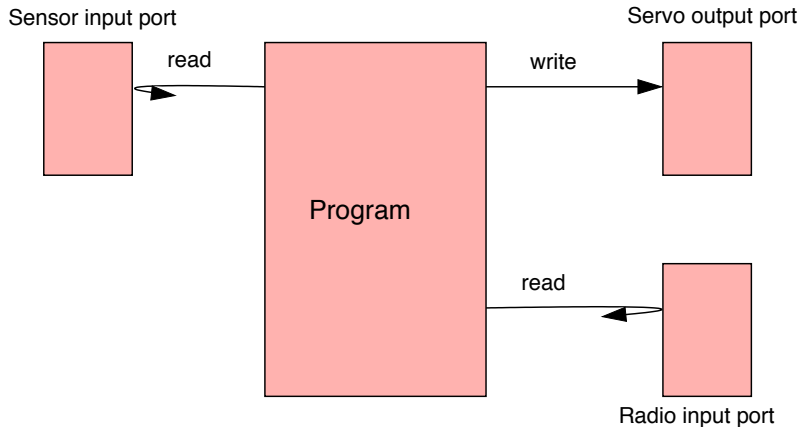 Sensor input port
Servo output port
read
write
Program
read
Radio input port